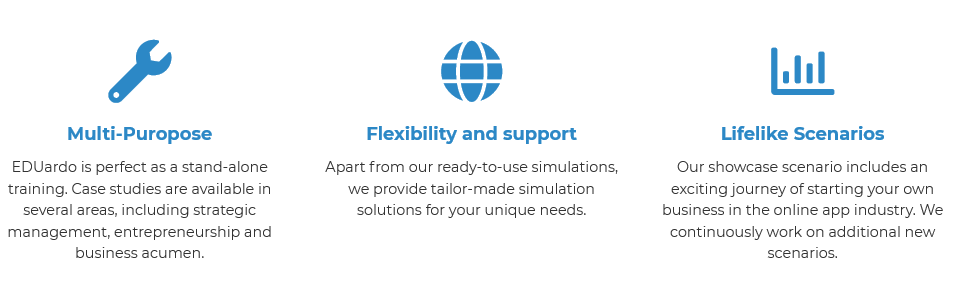 Multi-Puropose
EDUardo is perfect as a stand-alone
training. Case studies are available in
several areas, including strategic
management, entrepreneurship and
business acumen.
Flexibility and support
Apart from our ready-to-use simulations,
we provide tailor-made simulation
solutions for your unique needs.
Lifelike Scenarios
Our showcase scenario includes an
exciting journey of starting your own
business in the online app industry. We
continuously work on additional new
scenarios.